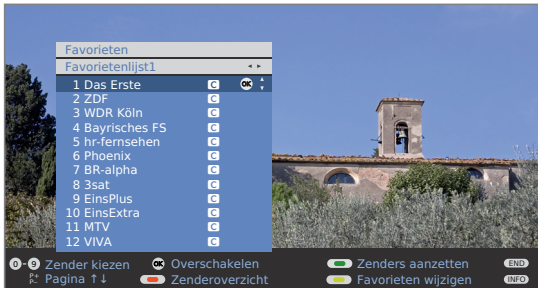 Favorieten
Favorietenlijst1
1 Das Erste C OK
2 ZDF C
3 WDR Köln C
4 Bayrisches FS C
5 hr-fernsehen C
6 Phoenix C
7 BR-alpha C
8 3sat C
9 EinsPlus C
10 EinsExtra C
11 MTV C
12 VIVA C
0-9 Zender kiezen OK Overschakelen Zenders aanzetten END
P+ P- Pagina ↑↓ Zenderoverzicht Favorieten wijzigen INFO